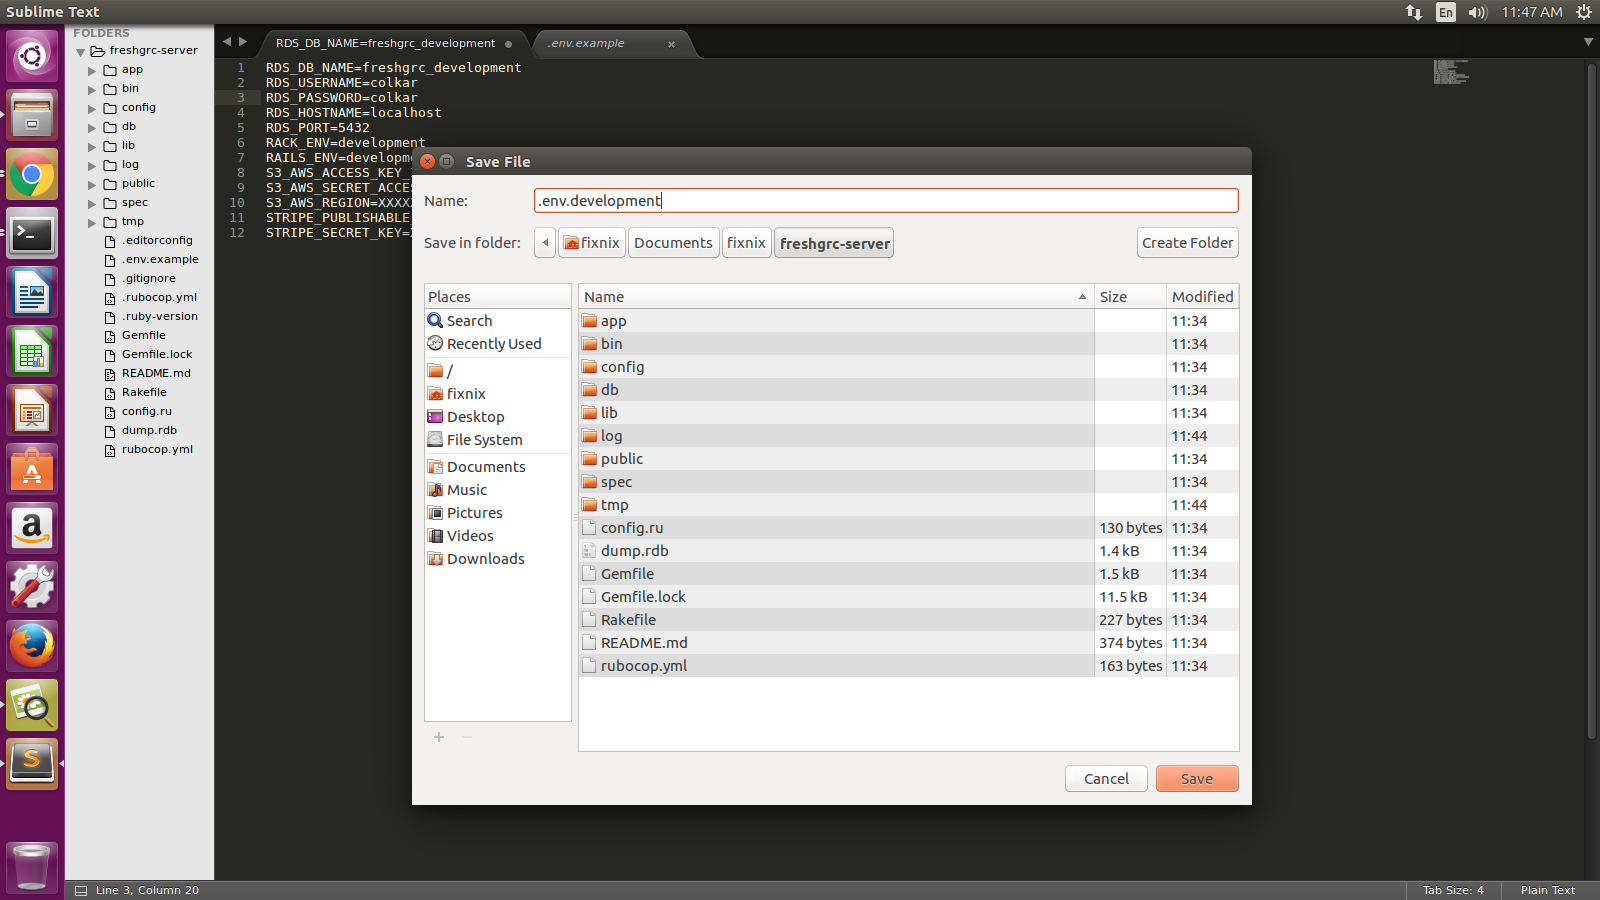 Sublime Text
En
11:47 AM
FOLDERS
freshgrc-server
app
bin
config
db
lib
log
public
spec
tmp
.editorconfig
.env.example
.gitignore
.rubocop.yml
.ruby-version
Gemfile
Gemfile.lock
README.md
Rakefile
config.ru
dump.rdb
rubocop.yml
RDS_DB_NAME=freshgrc_development
.env.example
1 RDS_DB_NAME=freshgrc_development
2 RDS_USERNAME=colkar
3 RDS_PASSWORD=colkar
4 RDS_HOSTNAME=localhost
5 RDS_PORT=5432
6 RACK_ENV=development
7 RAILS_ENV=developm
8 S3_AWS_ACCESS_KEY_
9 S3_AWS_SECRET_ACCES
10 S3_AWS_REGION=XXXX
11 STRIPE_PUBLISHABLE
12 STRIPE_SECRET_KEY=
Save File
Name: .env.development
Save in folder: fixnix Documents fixnix freshgrc-server Create Folder
Places
Search
Recently Used
/
fixnix
Desktop
File System
Documents
Music
Pictures
Videos
Downloads
Name Size Modified
app 11:34
bin 11:34
config 11:34
db 11:34
lib 11:34
log 11:44
public 11:34
spec 11:34
tmp 11:44
config.ru 130 bytes 11:34
dump.rdb 1.4 kB 11:34
Gemfile 1.5 kB 11:34
Gemfile.lock 11.5 kB 11:34
Rakefile 227 bytes 11:34
README.md 374 bytes 11:34
rubocop.yml 163 bytes 11:34
Cancel Save
Line 3, Column 20
Tab Size: 4
Plain Text